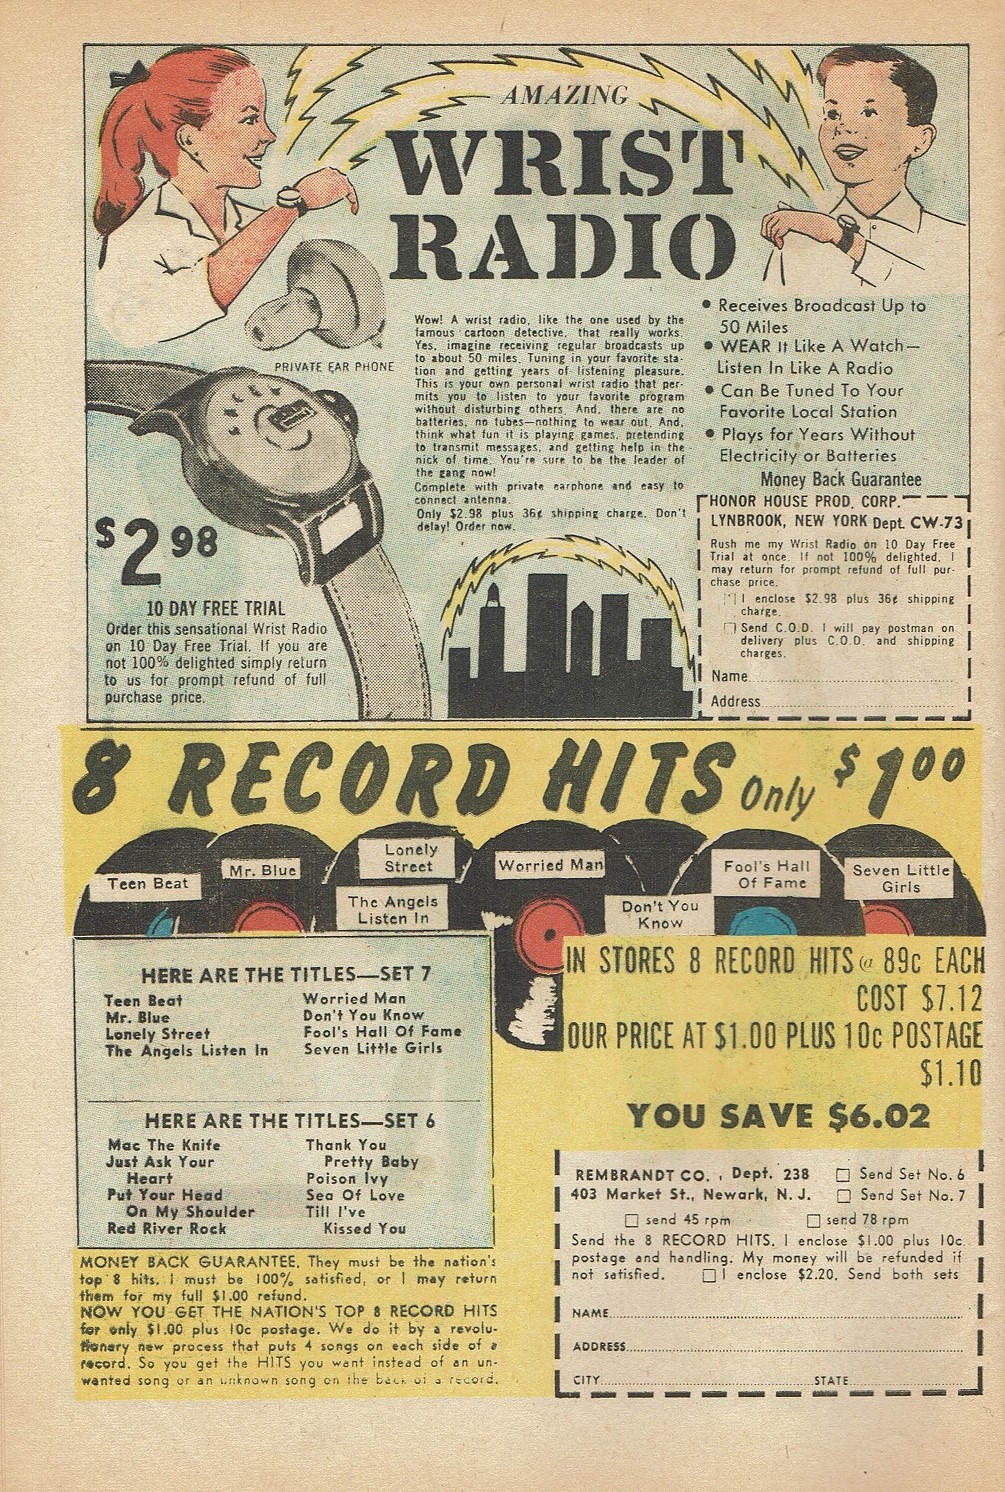 AMAZING
WRIST
RADIO
PRIVATE EAR PHONE
Wow! A wrist radio, like the one used by the
famous cartoon detective, that really works.
Yes, imagine receiving regular broadcasts up
to about 50 miles. Tuning in your favorite sta-
tion and getting years of listening pleasure.
This is your own personal wrist radio that per-
mits you to listen to your favorite program
without disturbing others. And, there are no
batteries, no tubes—nothing to wear out. And,
think what fun it is playing games, pretending
to transmit messages, and getting help in the
nick of time. You're sure to be the leader of
the gang now!
Complete with private earphone and easy to
connect antenna.
Only $2.98 plus 36¢ shipping charge. Don't
delay! Order now.
• Receives Broadcast Up to
50 Miles
• WEAR It Like A Watch—
Listen In Like A Radio
• Can Be Tuned To Your
Favorite Local Station
• Plays for Years Without
Electricity or Batteries
Money Back Guarantee
$2.98
10 DAY FREE TRIAL
Order this sensational Wrist Radio
on 10 Day Free Trial. If you are
not 100% delighted simply return
to us for prompt refund of full
purchase price.
HONOR HOUSE PROD. CORP.
LYNBROOK, NEW YORK Dept. CW-73
Rush me my Wrist Radio on 10 Day Free
Trial at once. If not 100% delighted, I
may return for prompt refund of full pur-
chase price.
☐ I enclose $2.98 plus 36¢ shipping
charge.
☐ Send C.O.D. I will pay postman on
delivery plus C.O.D. and shipping
charges.
Name
Address
8 RECORD HITS Only $1.00
Teen Beat
Mr. Blue
Lonely
Street
The Angels
Listen In
Worried Man
Don't You
Know
Fool's Hall
Of Fame
Seven Little
Girls
HERE ARE THE TITLES—SET 7
Teen Beat Worried Man
Mr. Blue Don't You Know
Lonely Street Fool's Hall Of Fame
The Angels Listen In Seven Little Girls
HERE ARE THE TITLES—SET 6
Mac The Knife Thank You
Just Ask Your Pretty Baby
Heart Poison Ivy
Put Your Head Sea Of Love
On My Shoulder Till I've
Red River Rock Kissed You
MONEY BACK GUARANTEE. They must be the nation's
top 8 hits. I must be 100% satisfied, or I may return
them for my full $1.00 refund.
NOW YOU GET THE NATION'S TOP 8 RECORD HITS
for only $1.00 plus 10c postage. We do it by a revolu-
tionary new process that puts 4 songs on each side of a
record. So you get the HITS you want instead of an un-
wanted song or an unknown song on the back of a record.
IN STORES 8 RECORD HITS @ 89c EACH
COST $7.12
OUR PRICE AT $1.00 PLUS 10c POSTAGE
$1.10
YOU SAVE $6.02
REMBRANDT CO., Dept. 238 ☐ Send Set No. 6
403 Market St., Newark, N. J. ☐ Send Set No. 7
☐ send 45 rpm ☐ send 78 rpm
Send the 8 RECORD HITS. I enclose $1.00 plus 10c
postage and handling. My money will be refunded if
not satisfied. ☐ I enclose $2.20. Send both sets
NAME
ADDRESS
CITY STATE